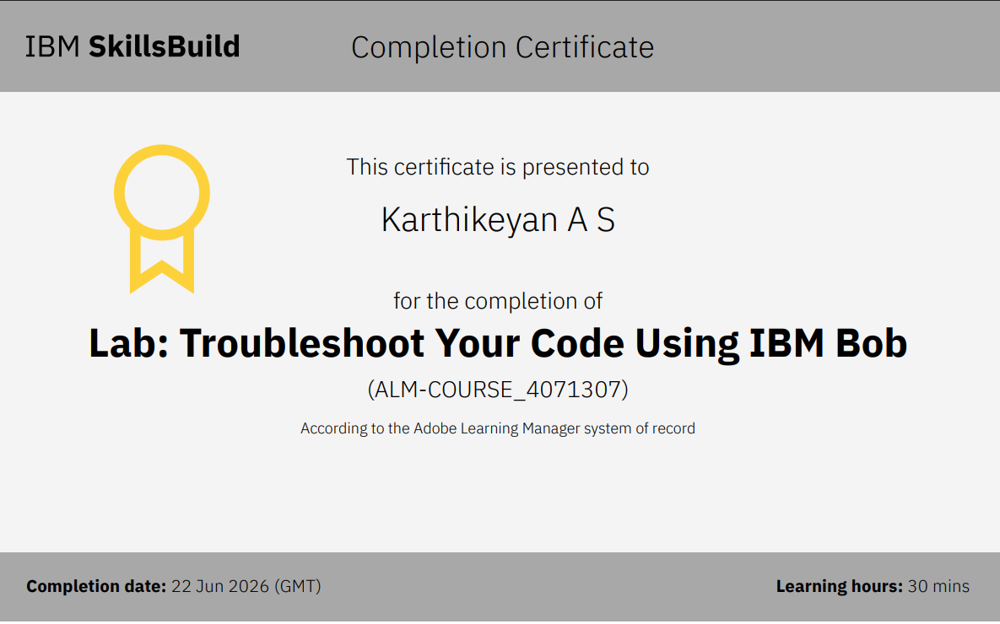 IBM SkillsBuild
Completion Certificate
This certificate is presented to
Karthikeyan A S
for the completion of
Lab: Troubleshoot Your Code Using IBM Bob
(ALM-COURSE_4071307)
According to the Adobe Learning Manager system of record
Completion date: 22 Jun 2026 (GMT)
Learning hours: 30 mins